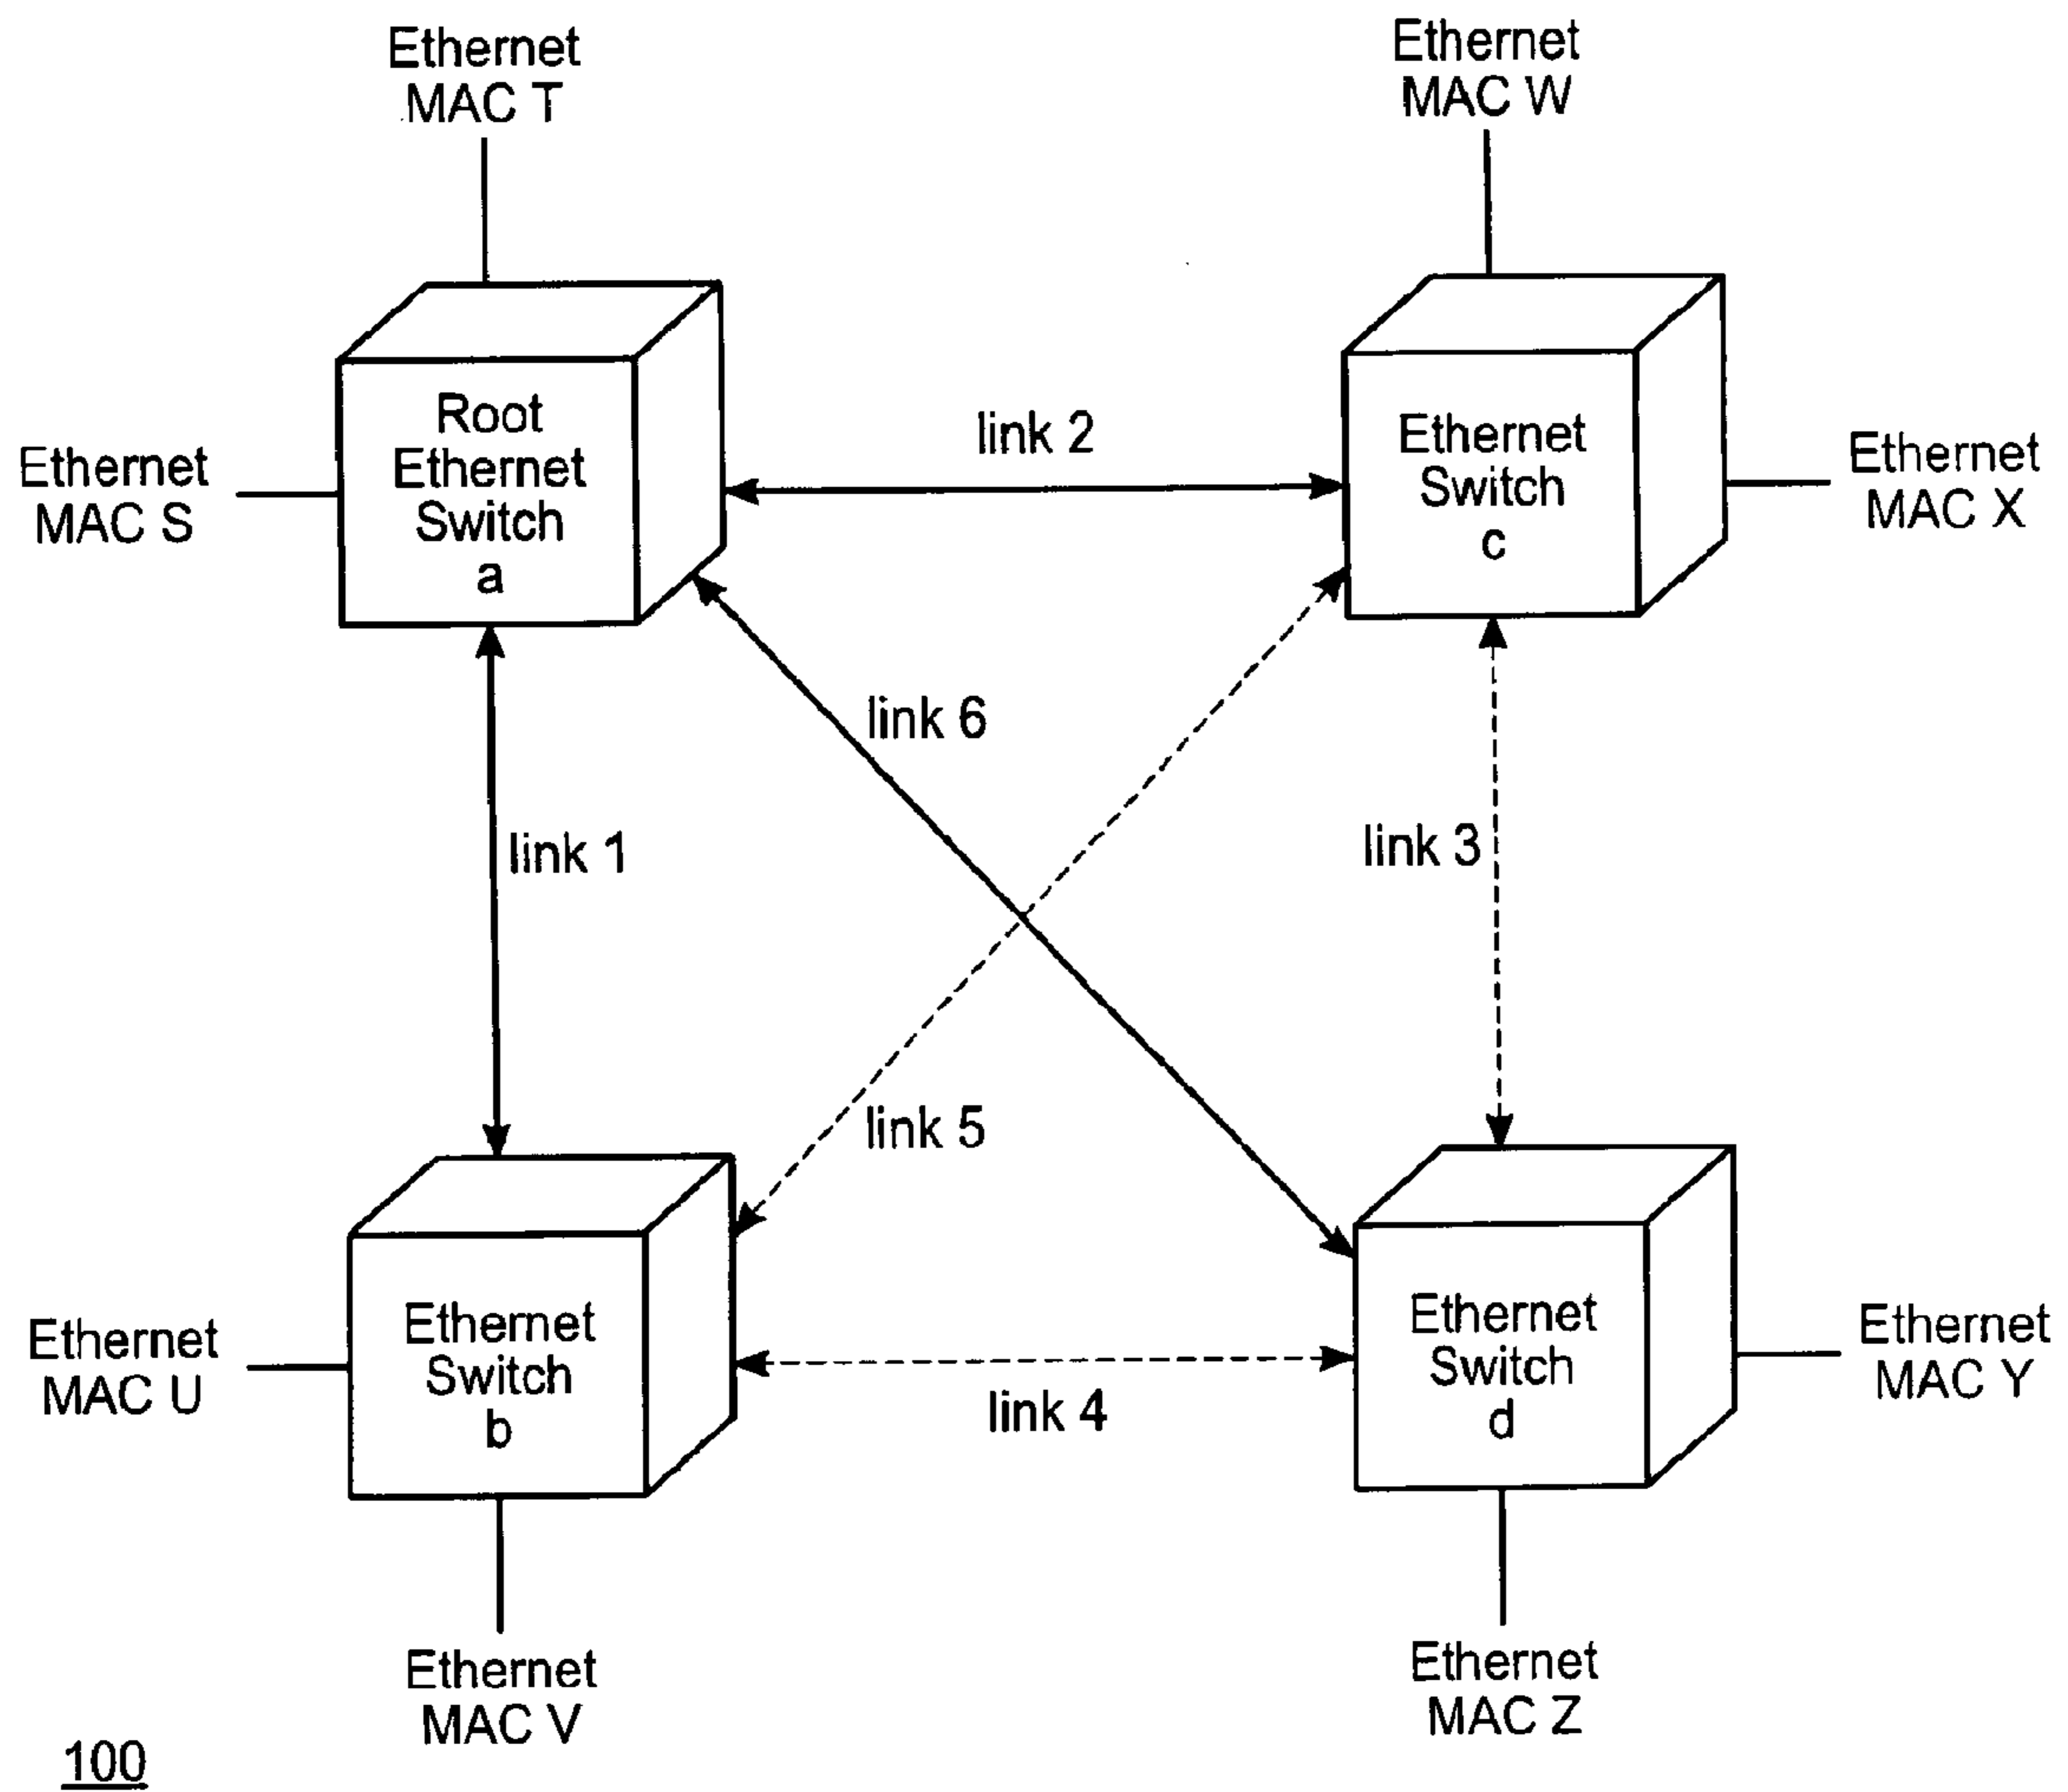 Ethernet
MAC T
Ethernet
MAC W
Root
Ethernet
Switch
a
link 2
Ethernet
Switch
c
Ethernet
MAC S
Ethernet
MAC X
link 6
link 1
link 3
link 5
Ethernet
Switch
b
link 4
Ethernet
Switch
d
Ethernet
MAC U
Ethernet
MAC Y
Ethernet
MAC V
Ethernet
MAC Z
100